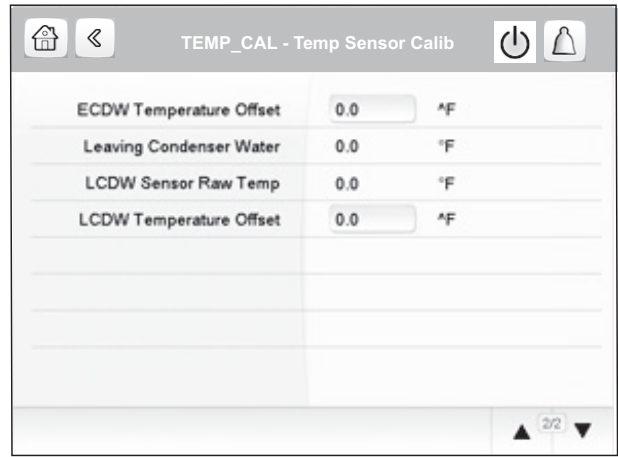 TEMP_CAL - Temp Sensor Calib
ECDW Temperature Offset 0.0 ^F
Leaving Condenser Water 0.0 °F
LCDW Sensor Raw Temp 0.0 °F
LCDW Temperature Offset 0.0 ^F
2/2